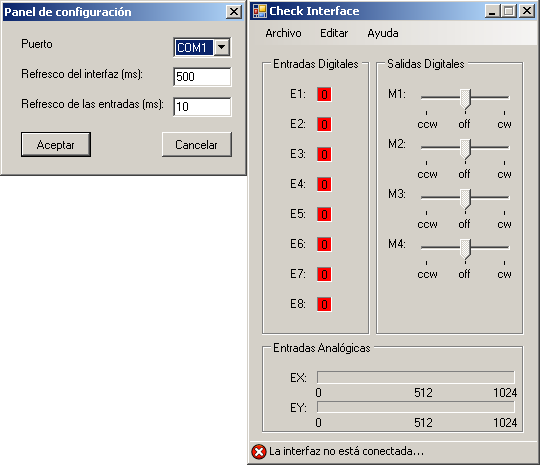 Panel de configuración
Puerto COM1
Refresco del interfaz (ms): 500
Refresco de las entradas (ms): 10
Aceptar Cancelar
Check Interface
Archivo Editar Ayuda
Entradas Digitales
E1: 0
E2: 0
E3: 0
E4: 0
E5: 0
E6: 0
E7: 0
E8: 0
Salidas Digitales
M1:
ccw off cw
M2:
ccw off cw
M3:
ccw off cw
M4:
ccw off cw
Entradas Analógicas
EX:
0 512 1024
EY:
0 512 1024
La interfaz no está conectada...